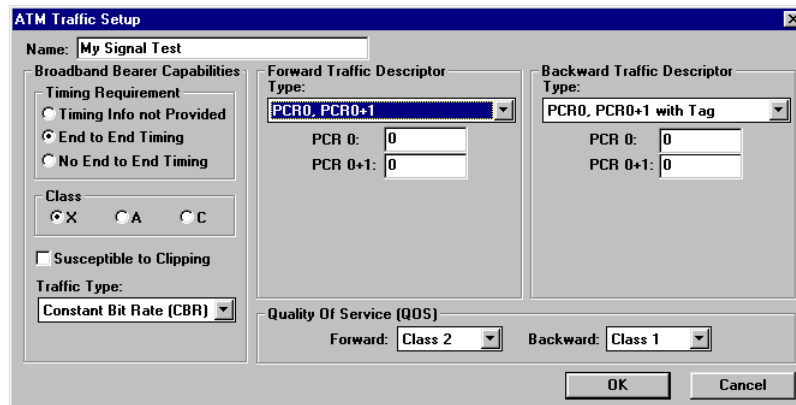 ATM Traffic Setup
Name: My Signal Test
Broadband Bearer Capabilities
Timing Requirement
Timing Info not Provided
End to End Timing
No End to End Timing
Class
X A C
Susceptible to Clipping
Traffic Type:
Constant Bit Rate (CBR)
Forward Traffic Descriptor
Type:
PCR0, PCR0+1
PCR 0: 0
PCR 0+1: 0
Backward Traffic Descriptor
Type:
PCR0, PCR0+1 with Tag
PCR 0: 0
PCR 0+1: 0
Quality Of Service (QOS)
Forward: Class 2 Backward: Class 1
OK Cancel